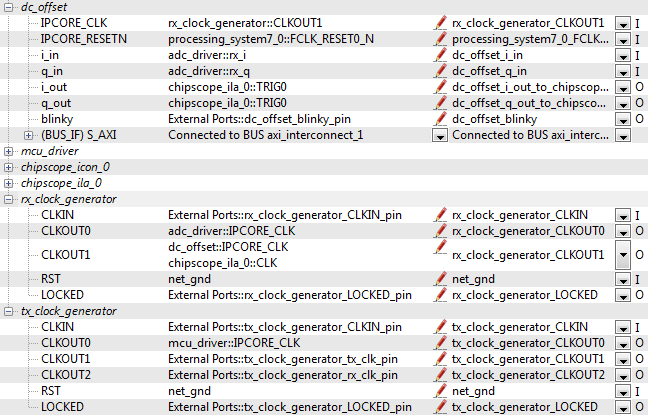 dc_offset
IPCORE_CLK rx_clock_generator::CLKOUT1 rx_clock_generator_CLKOUT1 I
IPCORE_RESETN processing_system7_0::FCLK_RESET0_N processing_system7_0_FCLK... I
i_in adc_driver::rx_i dc_offset_i_in I
q_in adc_driver::rx_q dc_offset_q_in I
i_out chipscope_ila_0::TRIG0 dc_offset_i_out_to_chipscop... O
q_out chipscope_ila_0::TRIG0 dc_offset_q_out_to_chipsco... O
blinky External Ports::dc_offset_blinky_pin dc_offset_blinky O
(BUS_IF) S_AXI Connected to BUS axi_interconnect_1 Connected to BUS axi_interc...
mcu_driver
chipscope_icon_0
chipscope_ila_0
rx_clock_generator
CLKIN External Ports::rx_clock_generator_CLKIN_pin rx_clock_generator_CLKIN I
CLKOUT0 adc_driver::IPCORE_CLK rx_clock_generator_CLKOUT0 O
CLKOUT1 dc_offset::IPCORE_CLK rx_clock_generator_CLKOUT1 O
chipscope_ila_0::CLK
RST net_gnd net_gnd I
LOCKED External Ports::rx_clock_generator_LOCKED_pin rx_clock_generator_LOCKED O
tx_clock_generator
CLKIN External Ports::tx_clock_generator_CLKIN_pin tx_clock_generator_CLKIN I
CLKOUT0 mcu_driver::IPCORE_CLK tx_clock_generator_CLKOUT0 O
CLKOUT1 External Ports::tx_clock_generator_tx_clk_pin tx_clock_generator_CLKOUT1 O
CLKOUT2 External Ports::tx_clock_generator_rx_clk_pin tx_clock_generator_CLKOUT2 O
RST net_gnd net_gnd I
LOCKED External Ports::tx_clock_generator_LOCKED_pin tx_clock_generator_LOCKED O